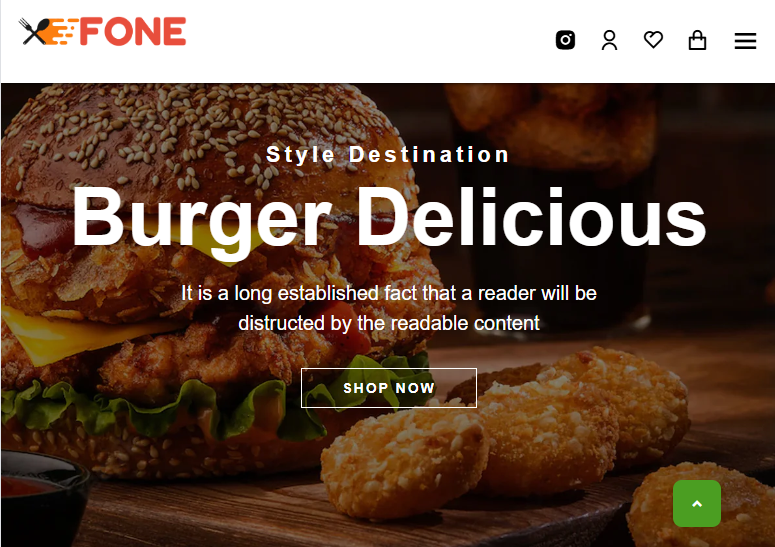 FONE
Style Destination
Burger Delicious
It is a long established fact that a reader will be
distructed by the readable content
SHOP NOW